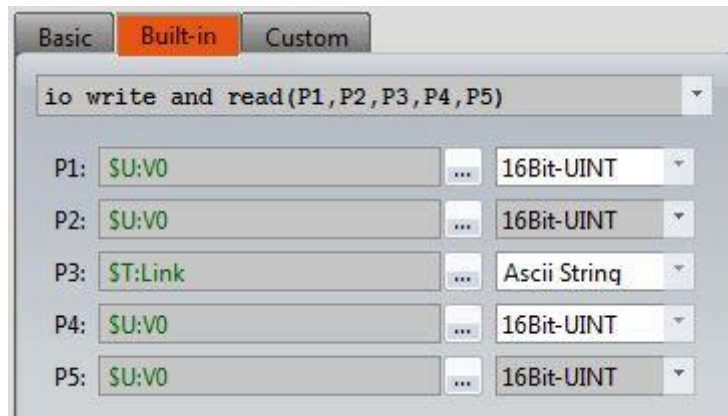 Basic Built-in Custom
io write and read(P1,P2,P3,P4,P5)
P1: $U:V0 ... 16Bit-UINT
P2: $U:V0 ... 16Bit-UINT
P3: $T:Link ... Ascii String
P4: $U:V0 ... 16Bit-UINT
P5: $U:V0 ... 16Bit-UINT